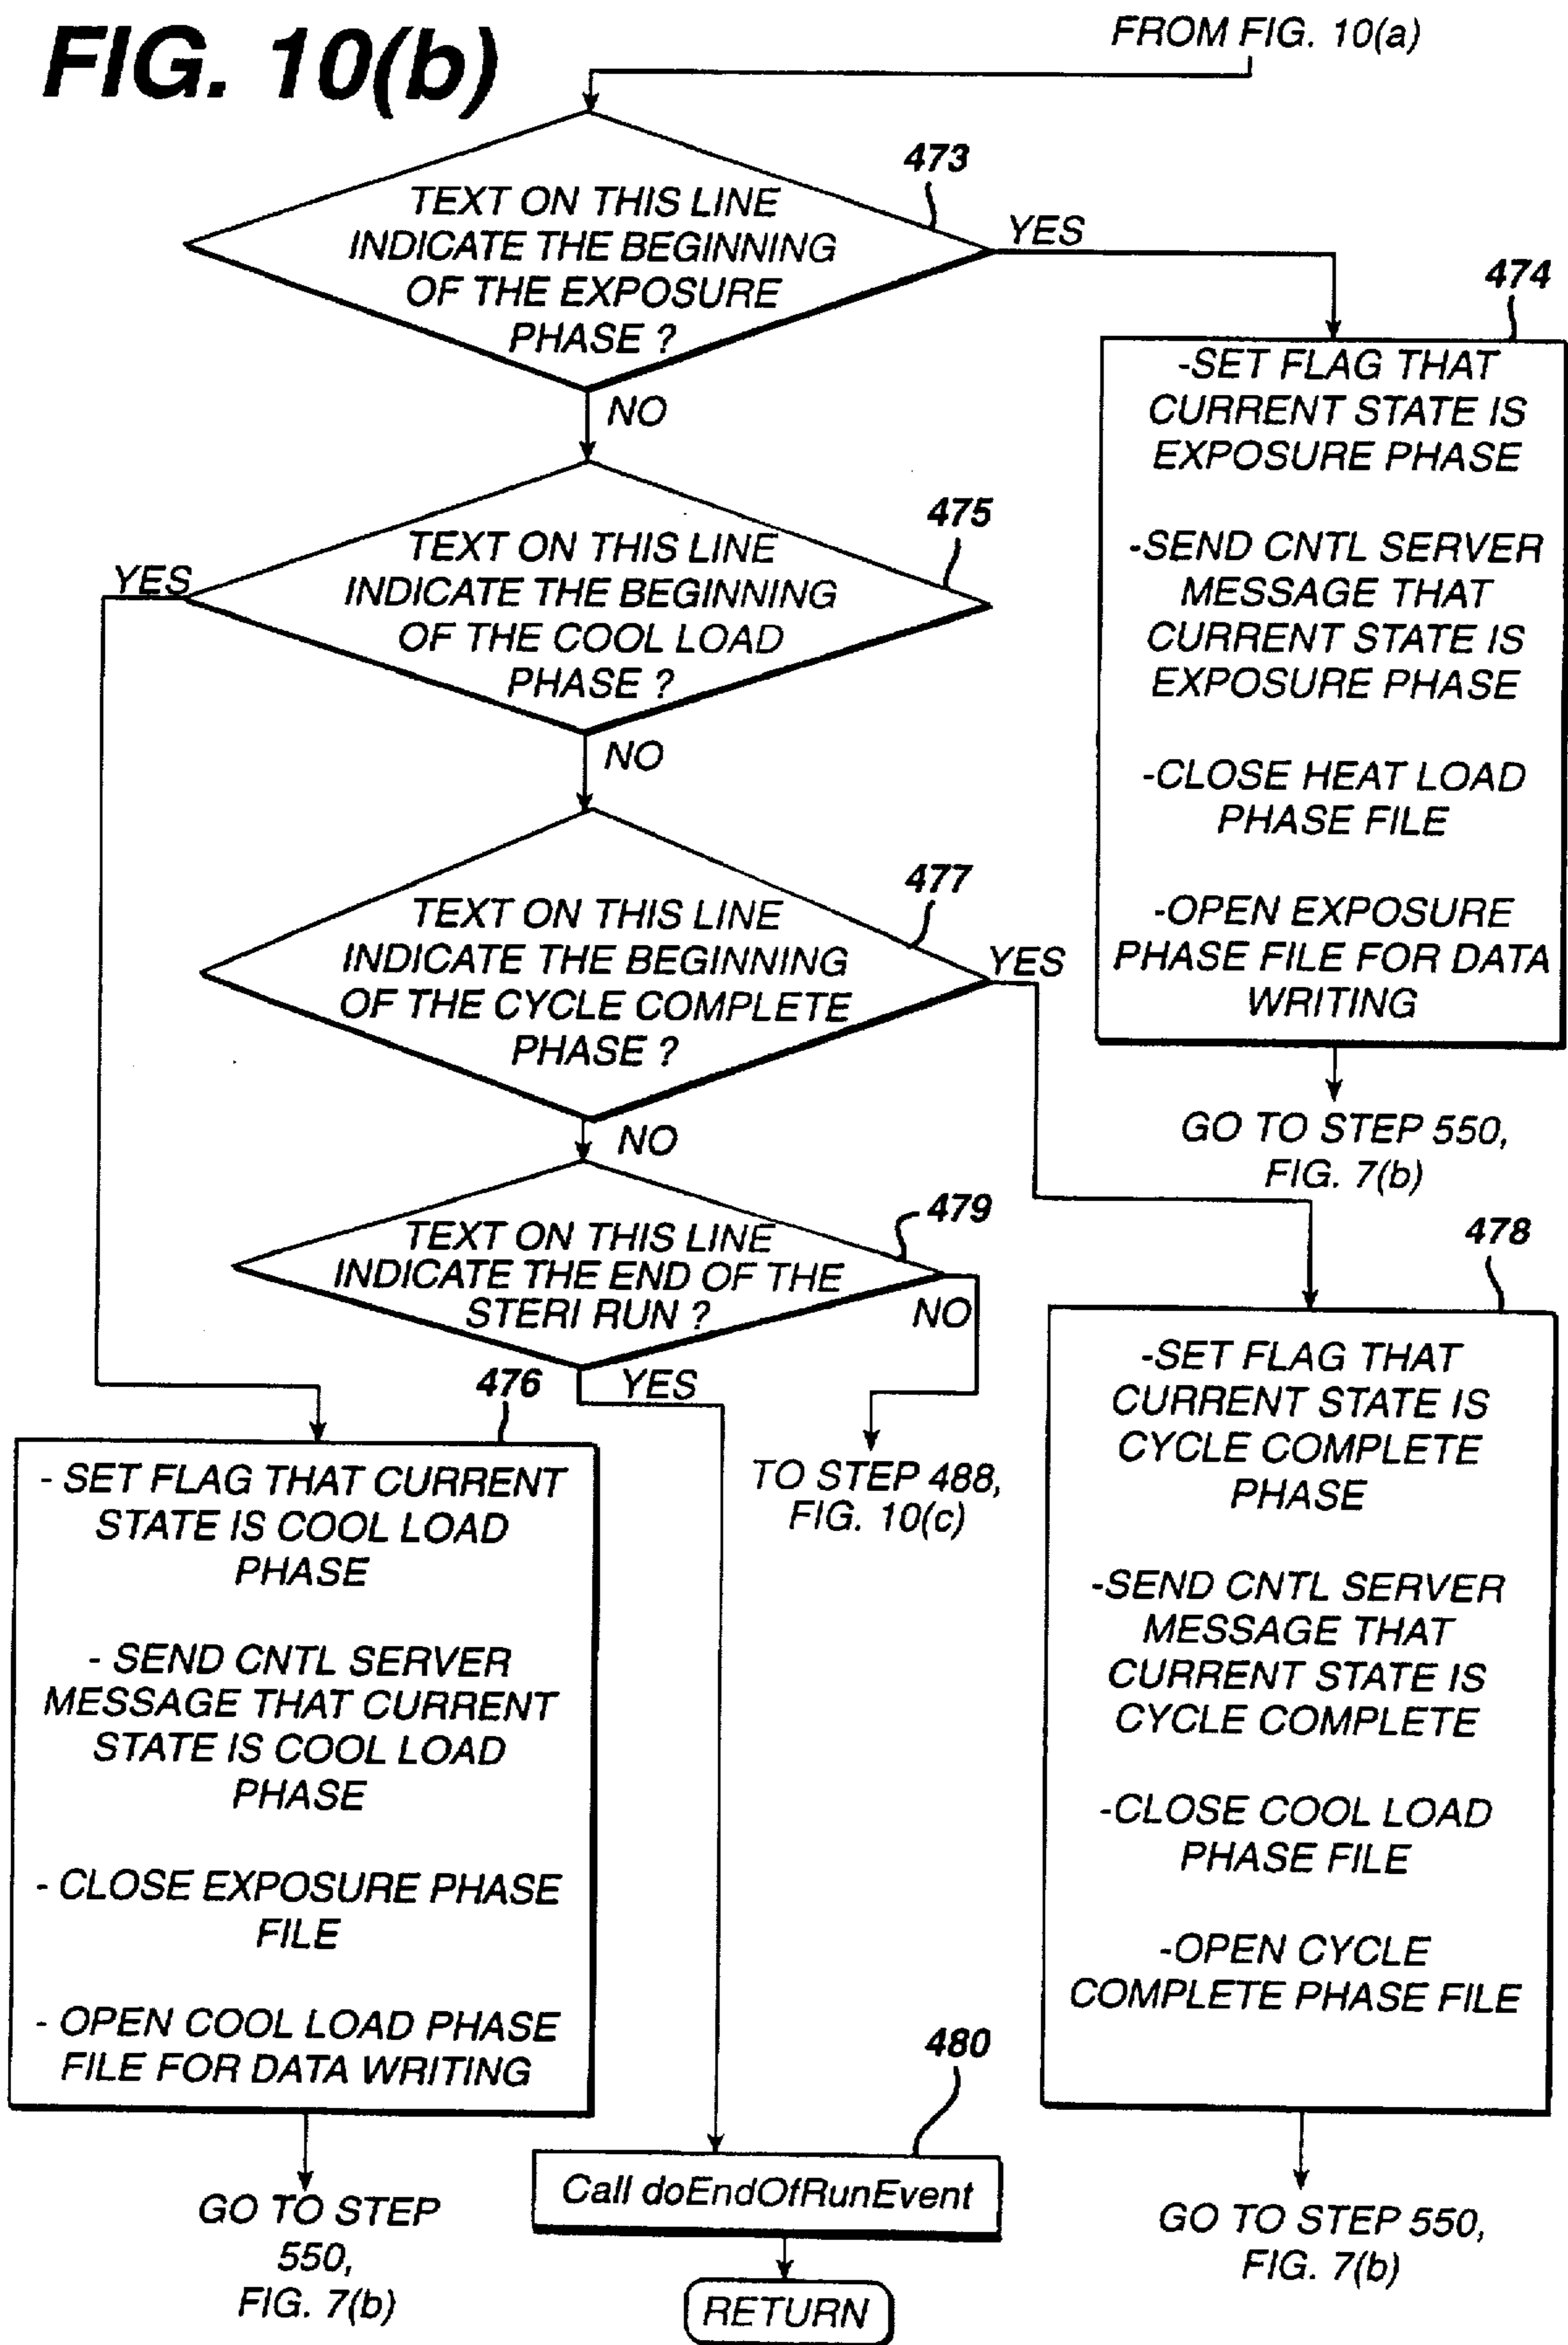 FIG. 10(b)
FROM FIG. 10(a)
473
TEXT ON THIS LINE
INDICATE THE BEGINNING
OF THE EXPOSURE
PHASE ?
YES
NO
474
-SET FLAG THAT
CURRENT STATE IS
EXPOSURE PHASE
-SEND CNTL SERVER
MESSAGE THAT
CURRENT STATE IS
EXPOSURE PHASE
-CLOSE HEAT LOAD
PHASE FILE
-OPEN EXPOSURE
PHASE FILE FOR DATA
WRITING
GO TO STEP 550,
FIG. 7(b)
475
TEXT ON THIS LINE
INDICATE THE BEGINNING
OF THE COOL LOAD
PHASE ?
YES
NO
477
TEXT ON THIS LINE
INDICATE THE BEGINNING
OF THE CYCLE COMPLETE
PHASE ?
YES
NO
479
TEXT ON THIS LINE
INDICATE THE END OF THE
STERI RUN ?
NO
YES
TO STEP 488,
FIG. 10(c)
476
- SET FLAG THAT CURRENT
STATE IS COOL LOAD
PHASE
- SEND CNTL SERVER
MESSAGE THAT CURRENT
STATE IS COOL LOAD
PHASE
- CLOSE EXPOSURE PHASE
FILE
- OPEN COOL LOAD PHASE
FILE FOR DATA WRITING
GO TO STEP
550,
FIG. 7(b)
478
-SET FLAG THAT
CURRENT STATE IS
CYCLE COMPLETE
PHASE
-SEND CNTL SERVER
MESSAGE THAT
CURRENT STATE IS
CYCLE COMPLETE
-CLOSE COOL LOAD
PHASE FILE
-OPEN CYCLE
COMPLETE PHASE FILE
GO TO STEP 550,
FIG. 7(b)
480
Call doEndOfRunEvent
RETURN